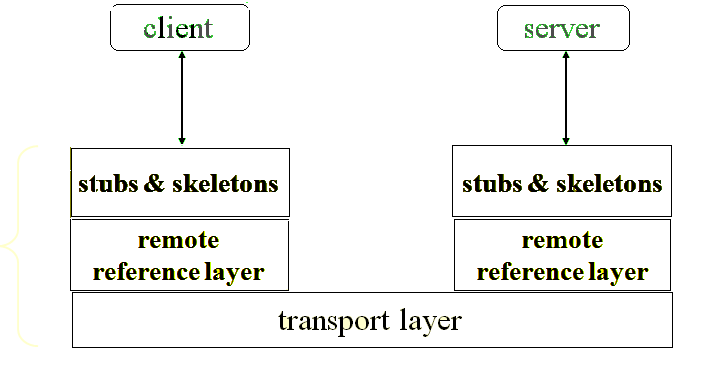 client
server
stubs & skeletons
stubs & skeletons
remote
reference layer
remote
reference layer
transport layer